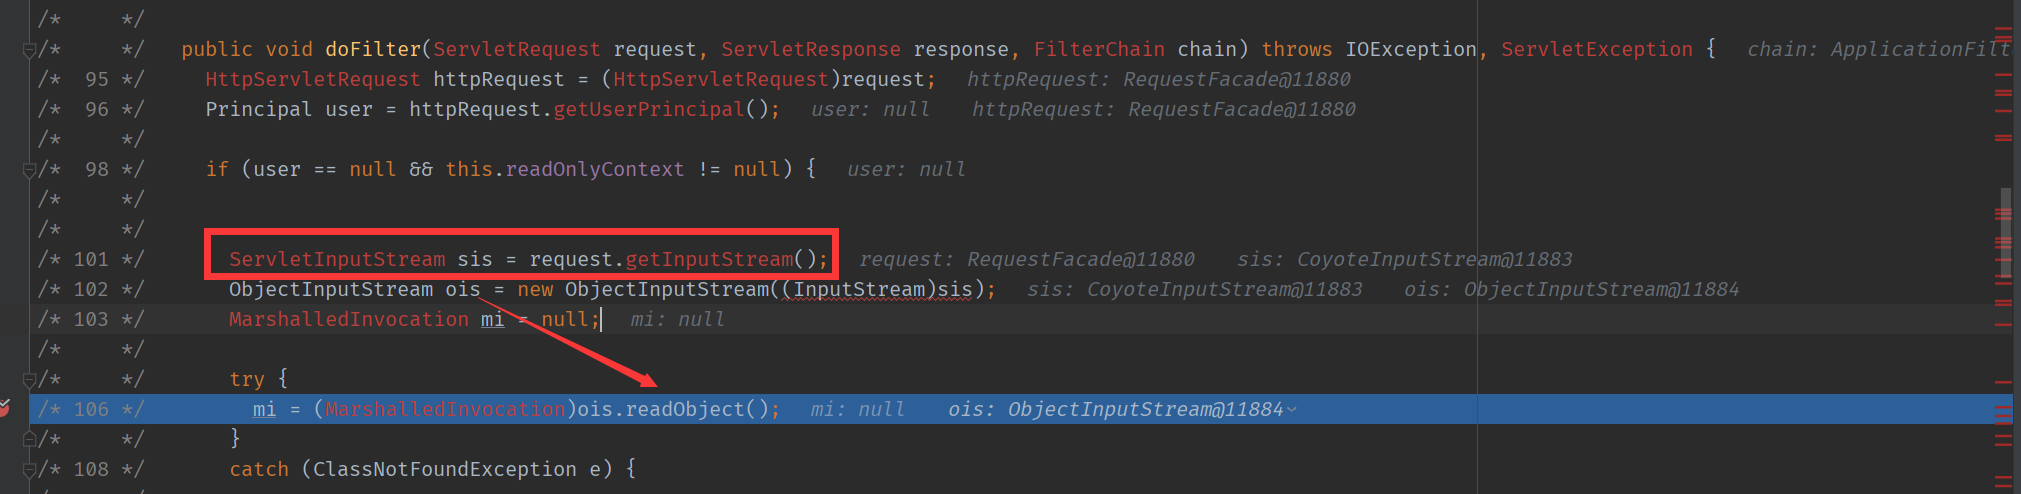 /*      */
/*      */   public void doFilter(ServletRequest request, ServletResponse response, FilterChain chain) throws IOException, ServletException {   chain: ApplicationFilt
/*  95 */     HttpServletRequest httpRequest = (HttpServletRequest)request;   httpRequest: RequestFacade@11880
/*  96 */     Principal user = httpRequest.getUserPrincipal();   user: null    httpRequest: RequestFacade@11880
/*      */
/*  98 */     if (user == null && this.readOnlyContext != null) {   user: null
/*      */
/*      */
/* 101 */       ServletInputStream sis = request.getInputStream();   request: RequestFacade@11880    sis: CoyoteInputStream@11883
/* 102 */       ObjectInputStream ois = new ObjectInputStream((InputStream)sis);   sis: CoyoteInputStream@11883    ois: ObjectInputStream@11884
/* 103 */       MarshalledInvocation mi = null;   mi: null
/*      */
/*      */       try {
/* 106 */         mi = (MarshalledInvocation)ois.readObject();   mi: null    ois: ObjectInputStream@11884
/*      */       }
/* 108 */       catch (ClassNotFoundException e) {